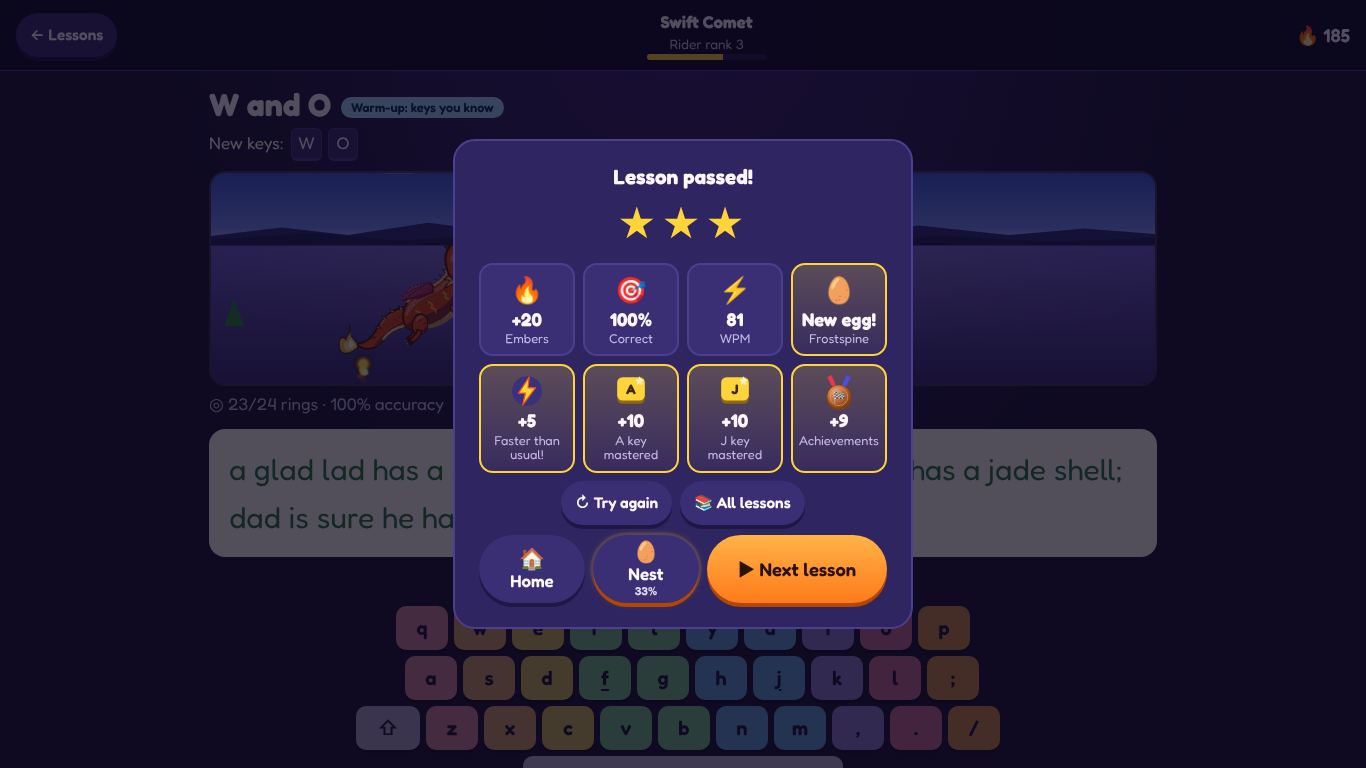 ← Lessons
Swift Comet
Rider rank 3
185
W and O
Warm-up: keys you know
New keys:
W
O
Lesson passed!
+20
Embers
100%
Correct
81
WPM
New egg!
Frostspine
+5
Faster than
usual!
A
+10
A key
mastered
J
+10
J key
mastered
+9
Achievements
◎ 23/24 rings · 100% accuracy
a glad lad has a
has a jade shell;
dad is sure he ha
↻ Try again
All lessons
Home
Nest
33%
▶ Next lesson
q w e r t y u i o p
a s d f g h j k l ;
⇧ z x c v b n m , . /